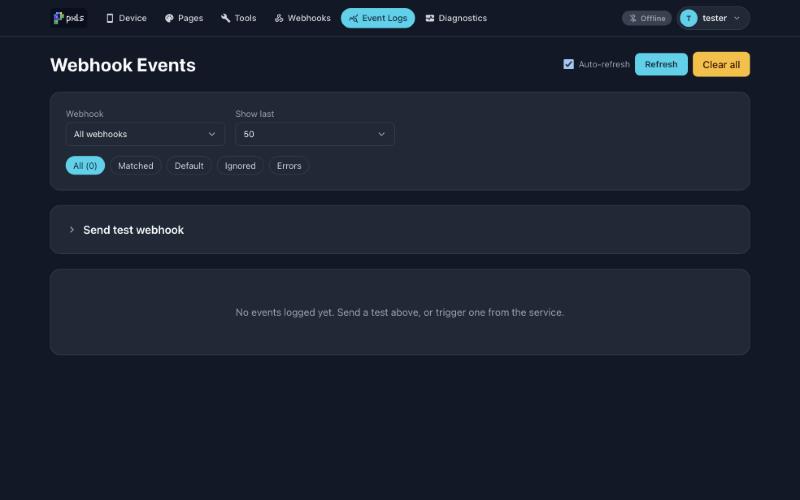 pixls Device Pages Tools Webhooks Event Logs Diagnostics Offline T tester
Webhook Events Auto-refresh Refresh Clear all
Webhook Show last
All webhooks 50
All (0) Matched Default Ignored Errors
Send test webhook
No events logged yet. Send a test above, or trigger one from the service.